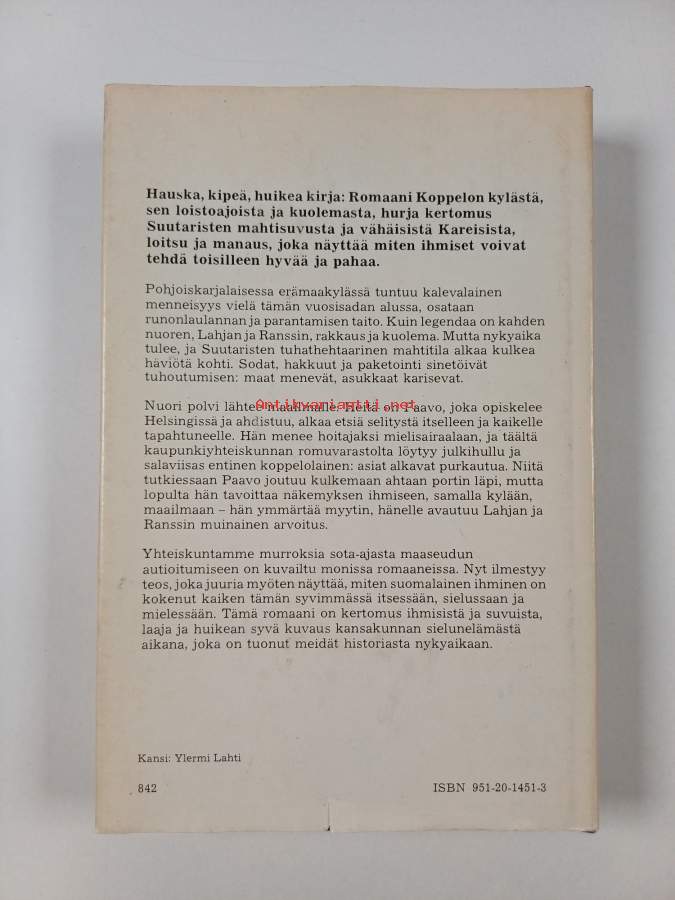 Hauska, kipeä, huikea kirja: Romaani Koppelon kylästä,
sen loistoajoista ja kuolemasta, hurja kertomus
Suutaristen mahtisuvusta ja vähäisistä Kareisista,
loitsu ja manaus, joka näyttää miten ihmiset voivat
tehdä toisilleen hyvää ja pahaa.
Pohjoiskarjalaisessa erämaakylässä tuntuu kalevalainen
menneisyys vielä tämän vuosisadan alussa, osataan
runonlaulannan ja parantamisen taito. Kuin legendaa on kahden
nuoren, Lahjan ja Ranssin, rakkaus ja kuolema. Mutta nykyaika
tulee, ja Suutaristen tuhathehtaarinen mahtitila alkaa kulkea
häviötä kohti. Sodat, hakkuut ja paketointi sinetöivät
tuhoutumisen: maat menevät, asukkaat karisevat.
Antikvariaatti.net
Nuori polvi lähtee maailmalle. Heitä on Paavo, joka opiskelee
Helsingissä ja ahdistuu, alkaa etsiä selitystä itselleen ja kaikelle
tapahtuneelle. Hän menee hoitajaksi mielisairaalaan, ja täältä
kaupunkiyhteiskunnan romuvarastolta löytyy julkihullu ja
salaviisas entinen koppelolainen: asiat alkavat purkautua. Niitä
tutkiessaan Paavo joutuu kulkemaan ahtaan portin läpi, mutta
lopulta hän tavoittaa näkemyksen ihmiseen, samalla kylään,
maailmaan – hän ymmärtää myytin, hänelle avautuu Lahjan ja
Ranssin muinainen arvoitus.
Yhteiskuntamme murroksia sota-ajasta maaseudun
autioitumiseen on kuvailtu monissa romaaneissa. Nyt ilmestyy
teos, joka juuria myöten näyttää, miten suomalainen ihminen on
kokenut kaiken tämän syvimmässä itsessään, sielussaan ja
mielessään. Tämä romaani on kertomus ihmisistä ja suvuista,
laaja ja huikean syvä kuvaus kansakunnan sielunelämästä
aikana, joka on tuonut meidät historiasta nykyaikaan.
Kansi: Ylermi Lahti
842 ISBN 951-20-1451-3